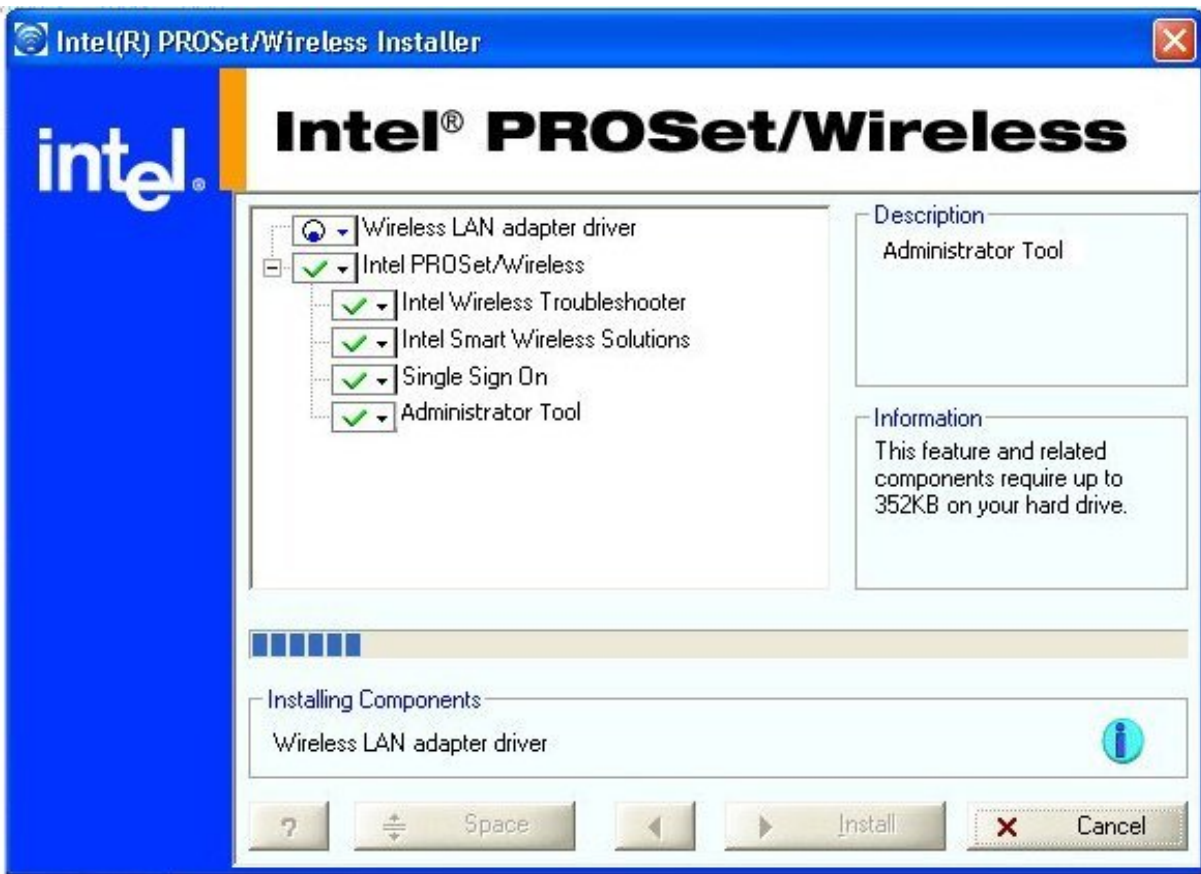 Intel(R) PROSet/Wireless Installer
intel®
Intel® PROSet/Wireless
Wireless LAN adapter driver
Intel PROSet/Wireless
Intel Wireless Troubleshooter
Intel Smart Wireless Solutions
Single Sign On
Administrator Tool
Description
Administrator Tool
Information
This feature and related
components require up to
352KB on your hard drive.
Installing Components
Wireless LAN adapter driver
?
Space
Install
Cancel